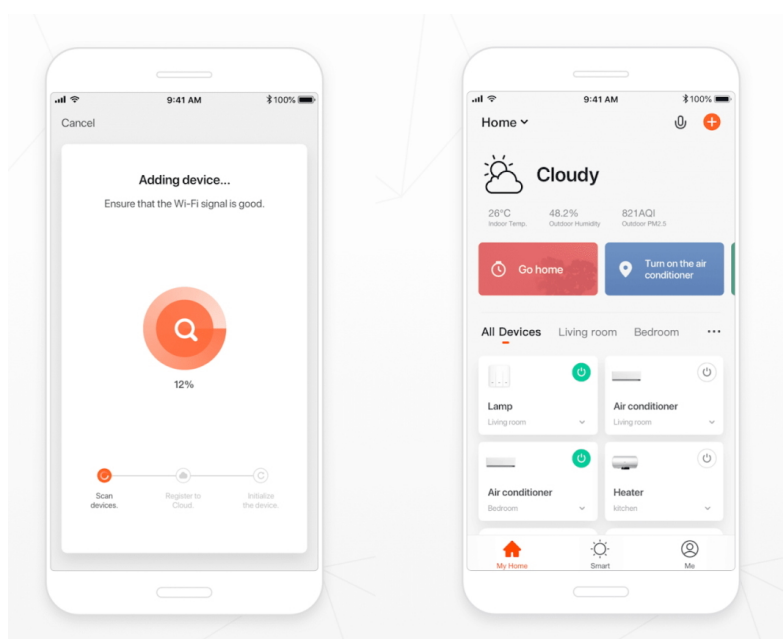 9:41 AM
100%
Cancel
Adding device...
Ensure that the Wi-Fi signal is good.
12%
Scan
devices.
Register to
Cloud.
Initialize
the device.
9:41 AM
100%
Home
Cloudy
26°C
48.2%
821AQI
Indoor Temp.
Outdoor Humidity
Outdoor PM2.5
Go home
Turn on the air
conditioner
All Devices
Living room
Bedroom
Lamp
Living room
Air conditioner
Living room
Air conditioner
Bedroom
Heater
kitchen
My Home
Smart
Me